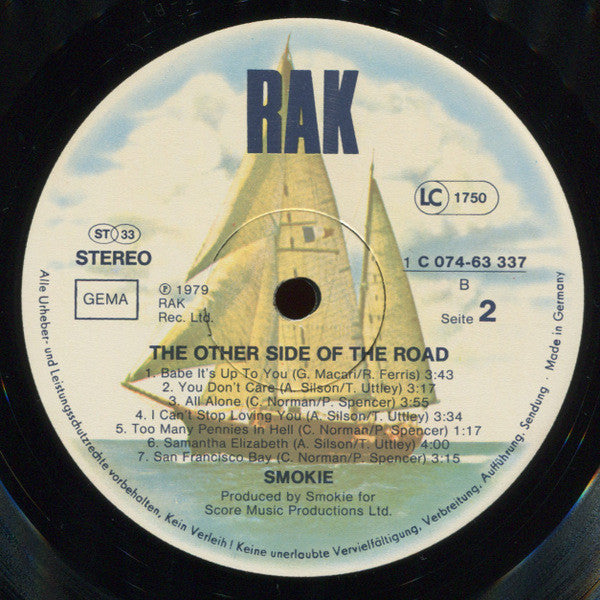 RAK
LC 1750
ST 33
STEREO
1 C 074-63 337
GEMA
℗ 1979
RAK
Rec. Ltd.
B
Seite 2
THE OTHER SIDE OF THE ROAD
1. Babe It's Up To You (G. Macari/R. Ferris) 3:43
2. You Don't Care (A. Silson/T. Uttley) 3:17
3. All Alone (C. Norman/P. Spencer) 3:55
4. I Can't Stop Loving You (A. Silson/T. Uttley) 3:34
5. Too Many Pennies In Hell (C. Norman/P. Spencer) 1:17
6. Samantha Elizabeth (A. Silson/T. Uttley) 4:00
7. San Francisco Bay (C. Norman/P. Spencer) 3:15
SMOKIE
Produced by Smokie for
Score Music Productions Ltd.
Alle Urheber- und Leistungsschutzrechte vorbehalten. Kein Verleih! Keine unerlaubte Vervielfältigung, Verbreitung, Aufführung, Sendung · Made in Germany